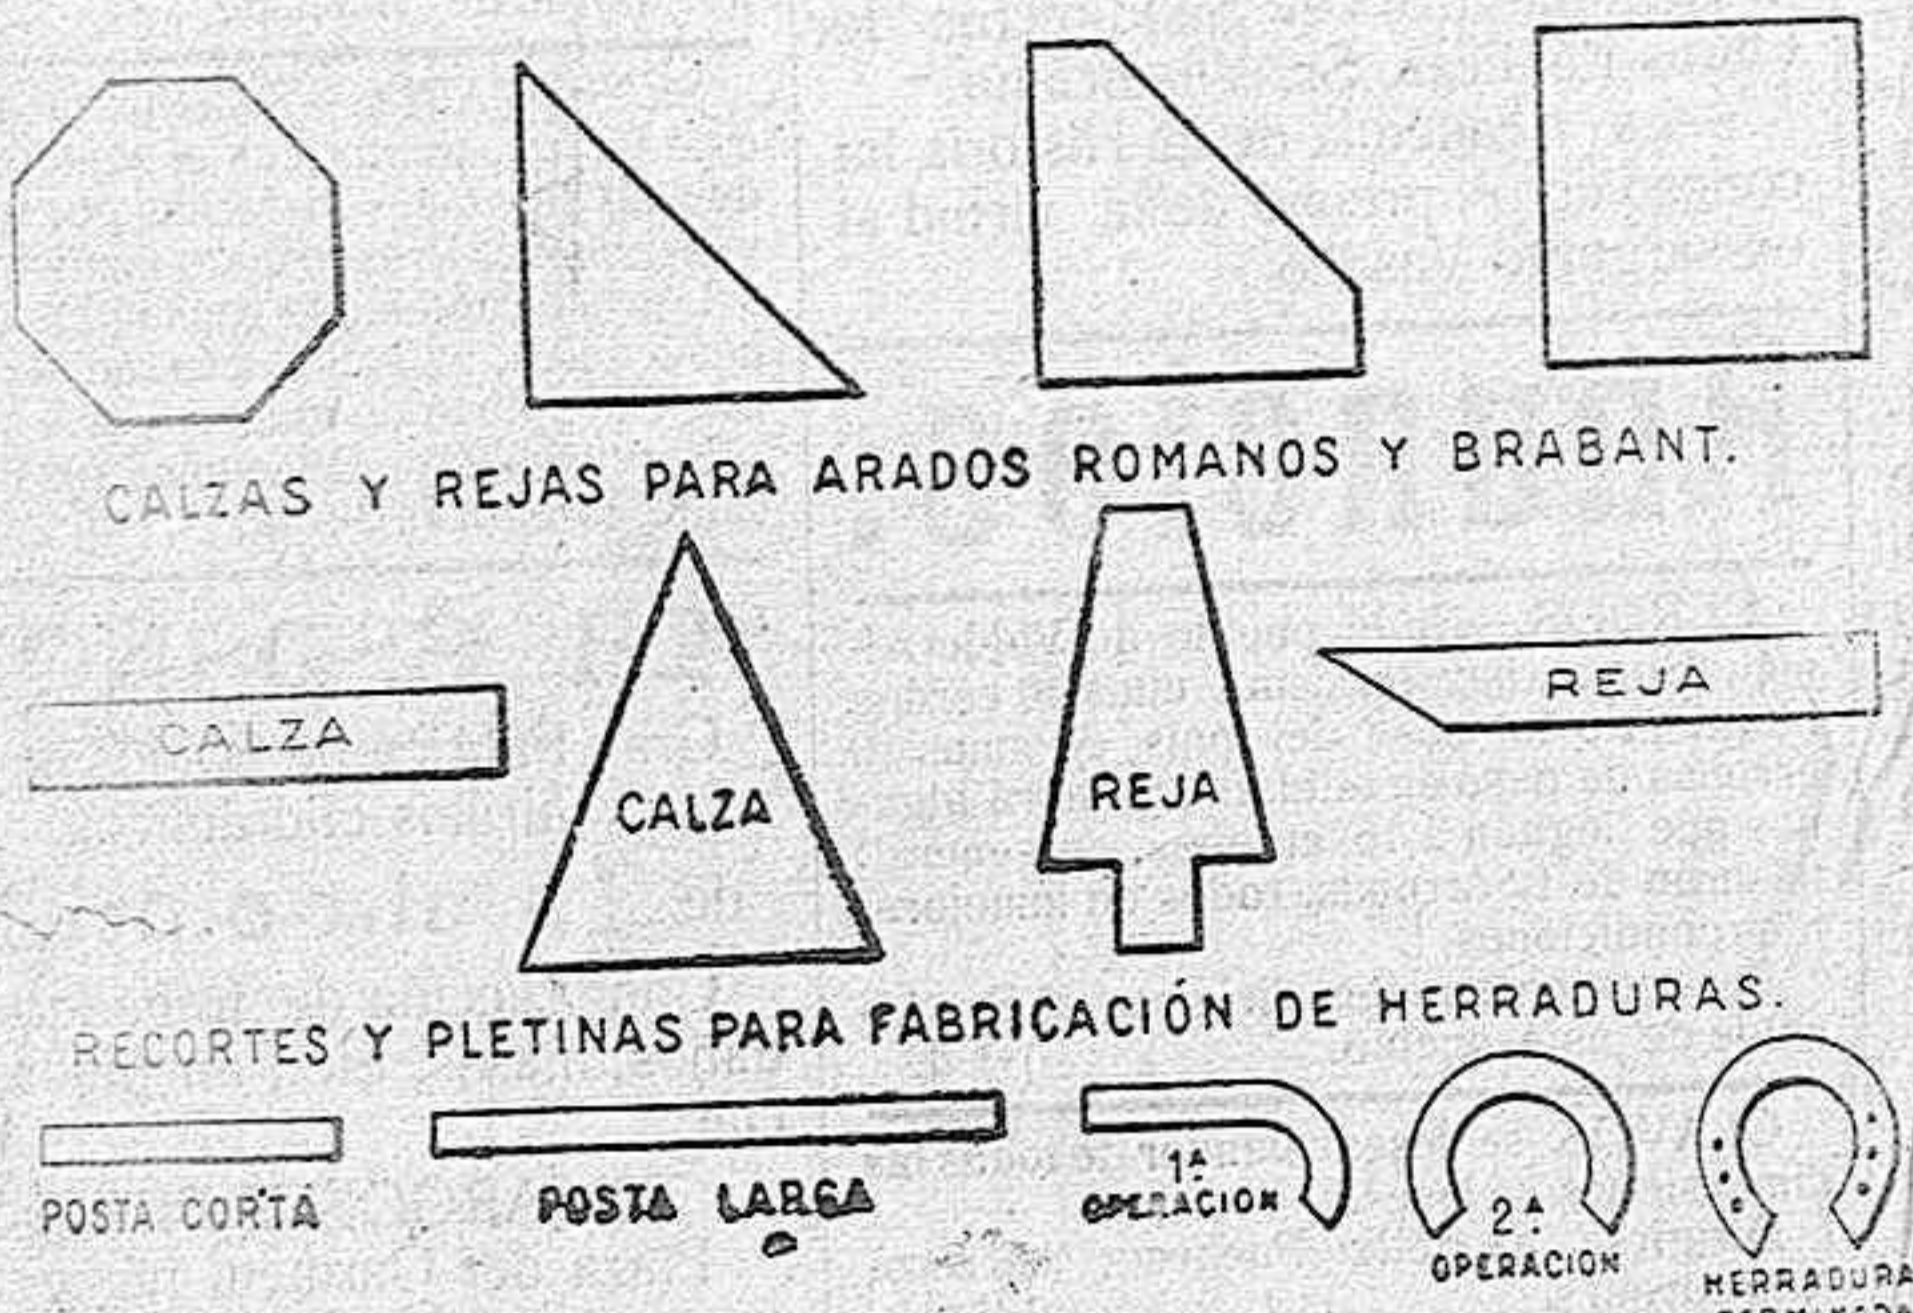 CALZAS Y REJAS PARA ARADOS ROMANOS Y BRABANT.
CALZA
CALZA
REJA
REJA
RECORTES Y PLETINAS PARA FABRICACIÓN DE HERRADURAS.
POSTA CORTA
POSTA LARGA
1ª
OPERACION
2ª
OPERACION
HERRADURA